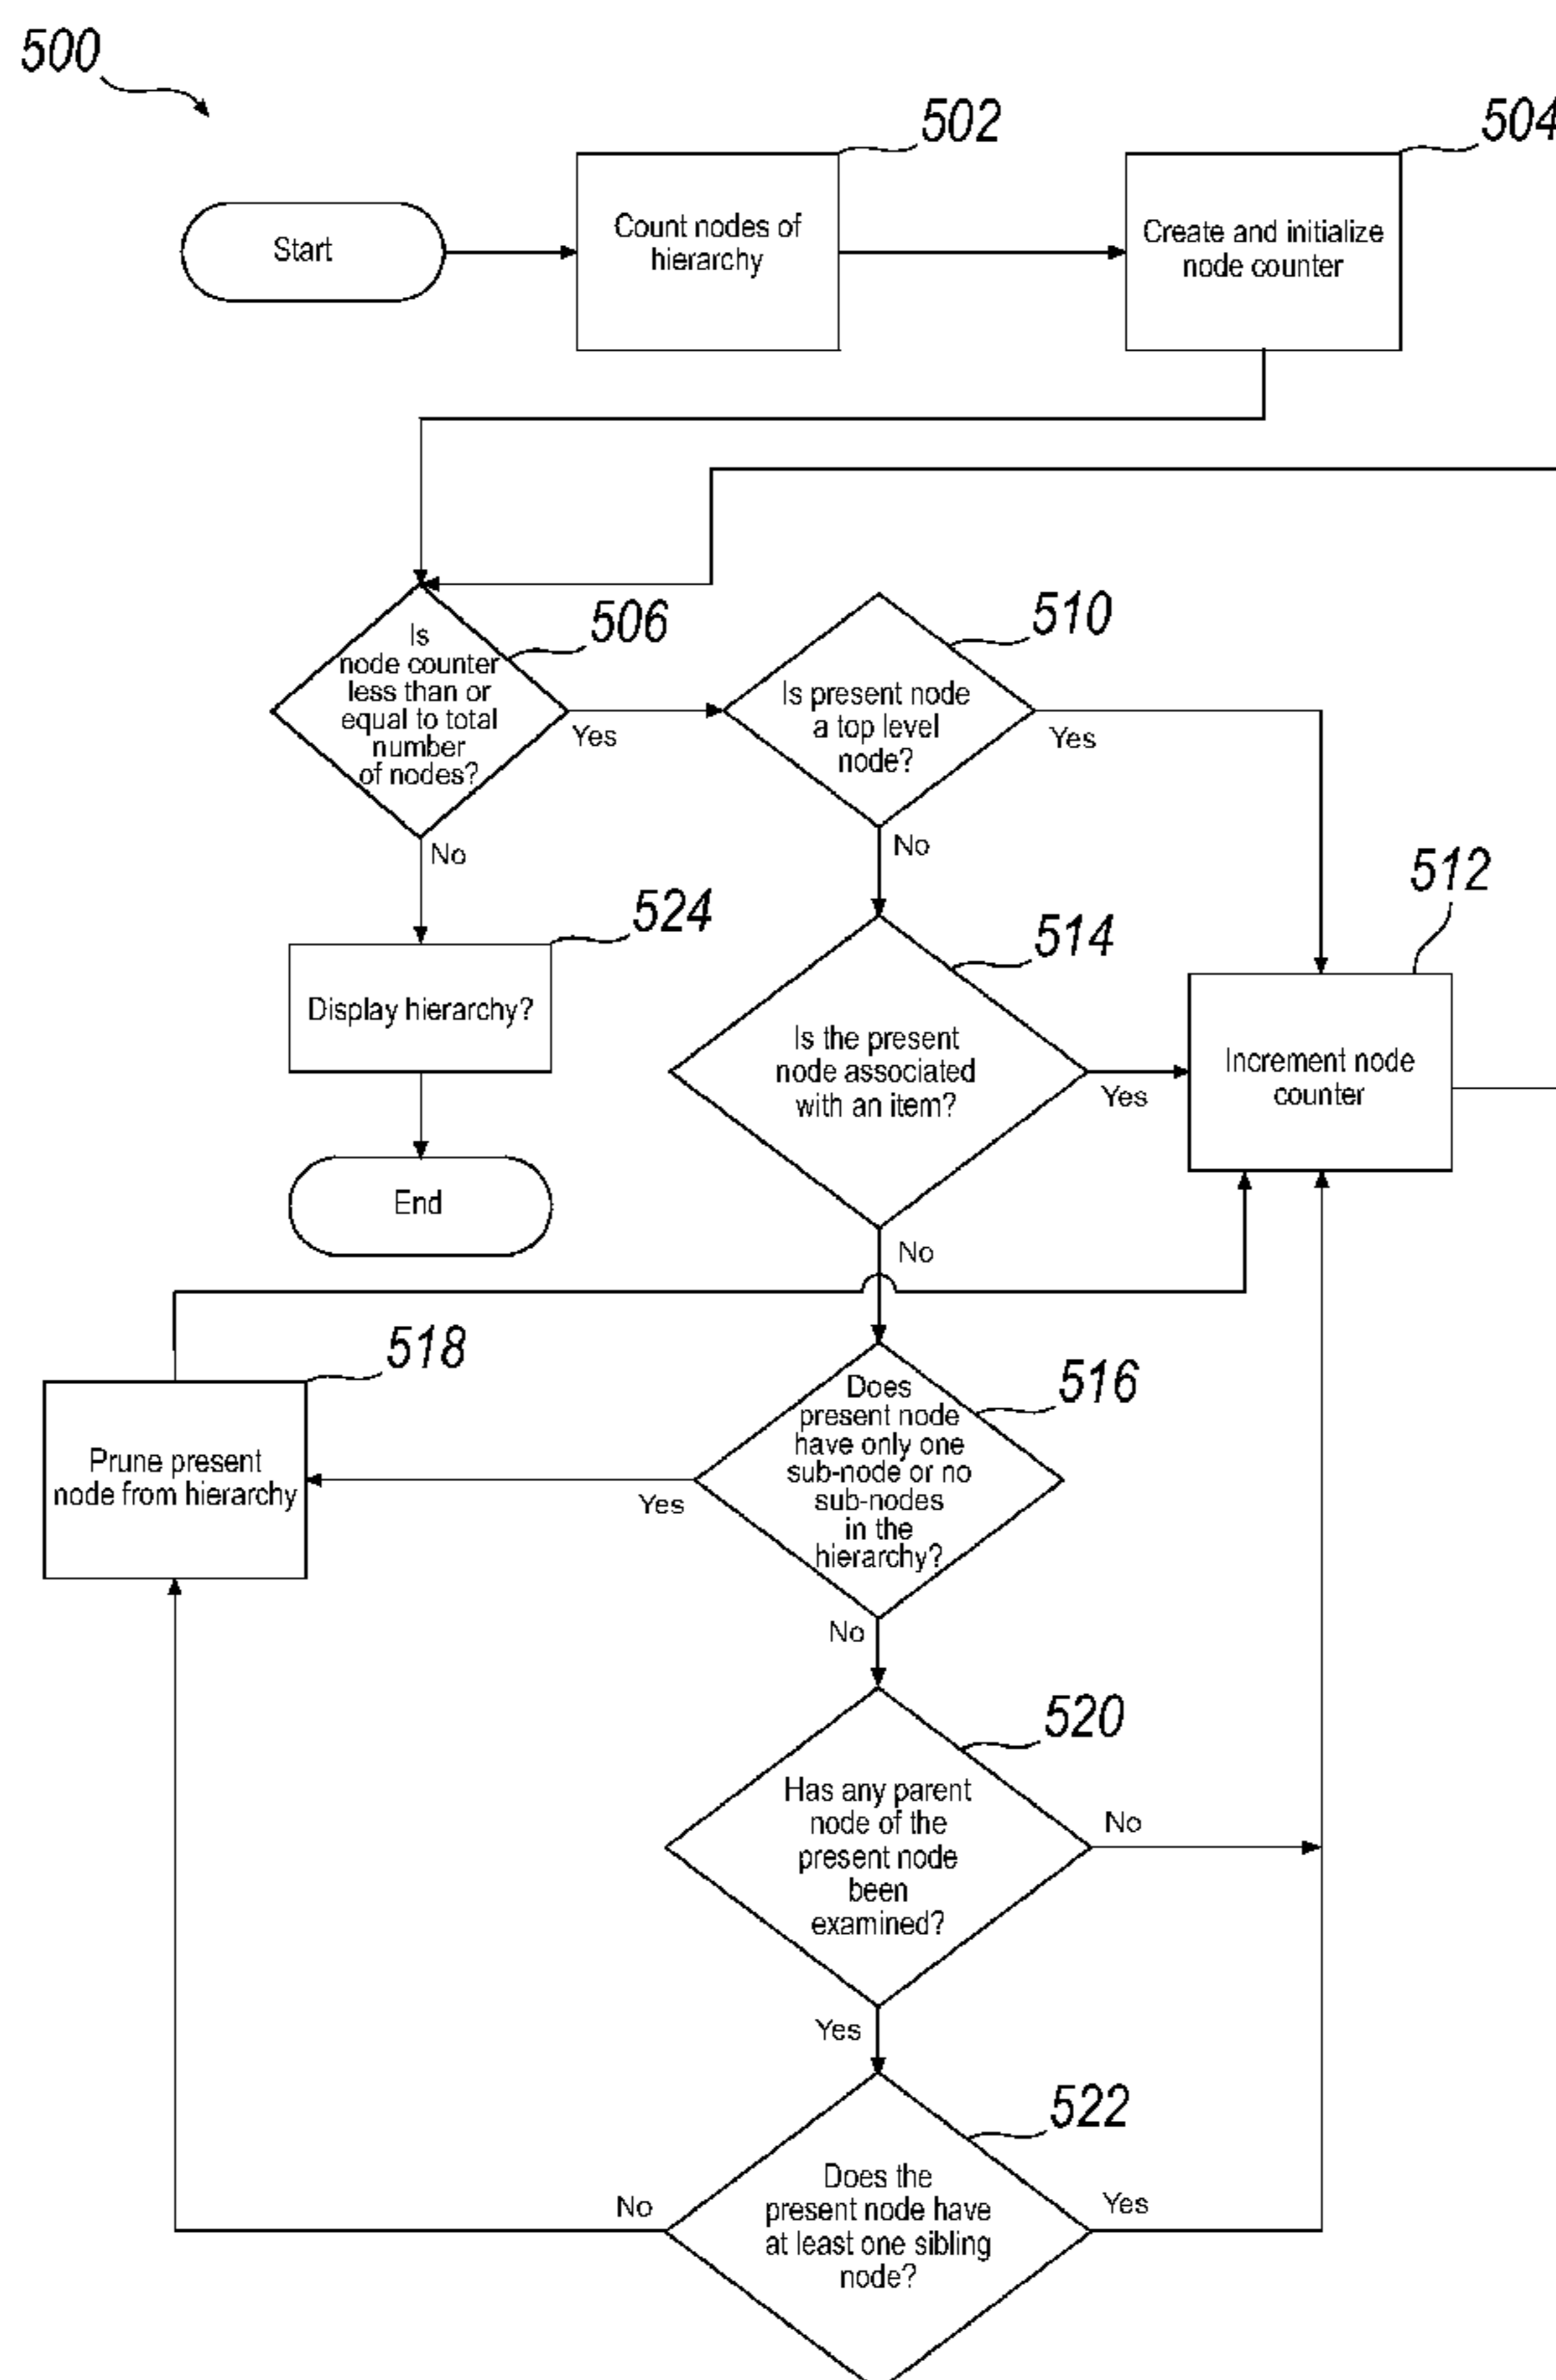 500
502
504
Start
Count nodes of
hierarchy
Create and initialize
node counter
506
510
Is
node counter
less than or
equal to total
number
of nodes?
Yes
Is present node
a top level
node?
Yes
No
No
512
524
514
Display hierarchy?
Is the present
node associated
with an item?
Yes
Increment node
counter
End
No
518
516
Prune present
node from hierarchy
Yes
Does
present node
have only one
sub-node or no
sub-nodes
in the
hierarchy?
No
520
Has any parent
node of the
present node
been
examined?
No
Yes
522
No
Does the
present node have
at least one sibling
node?
Yes